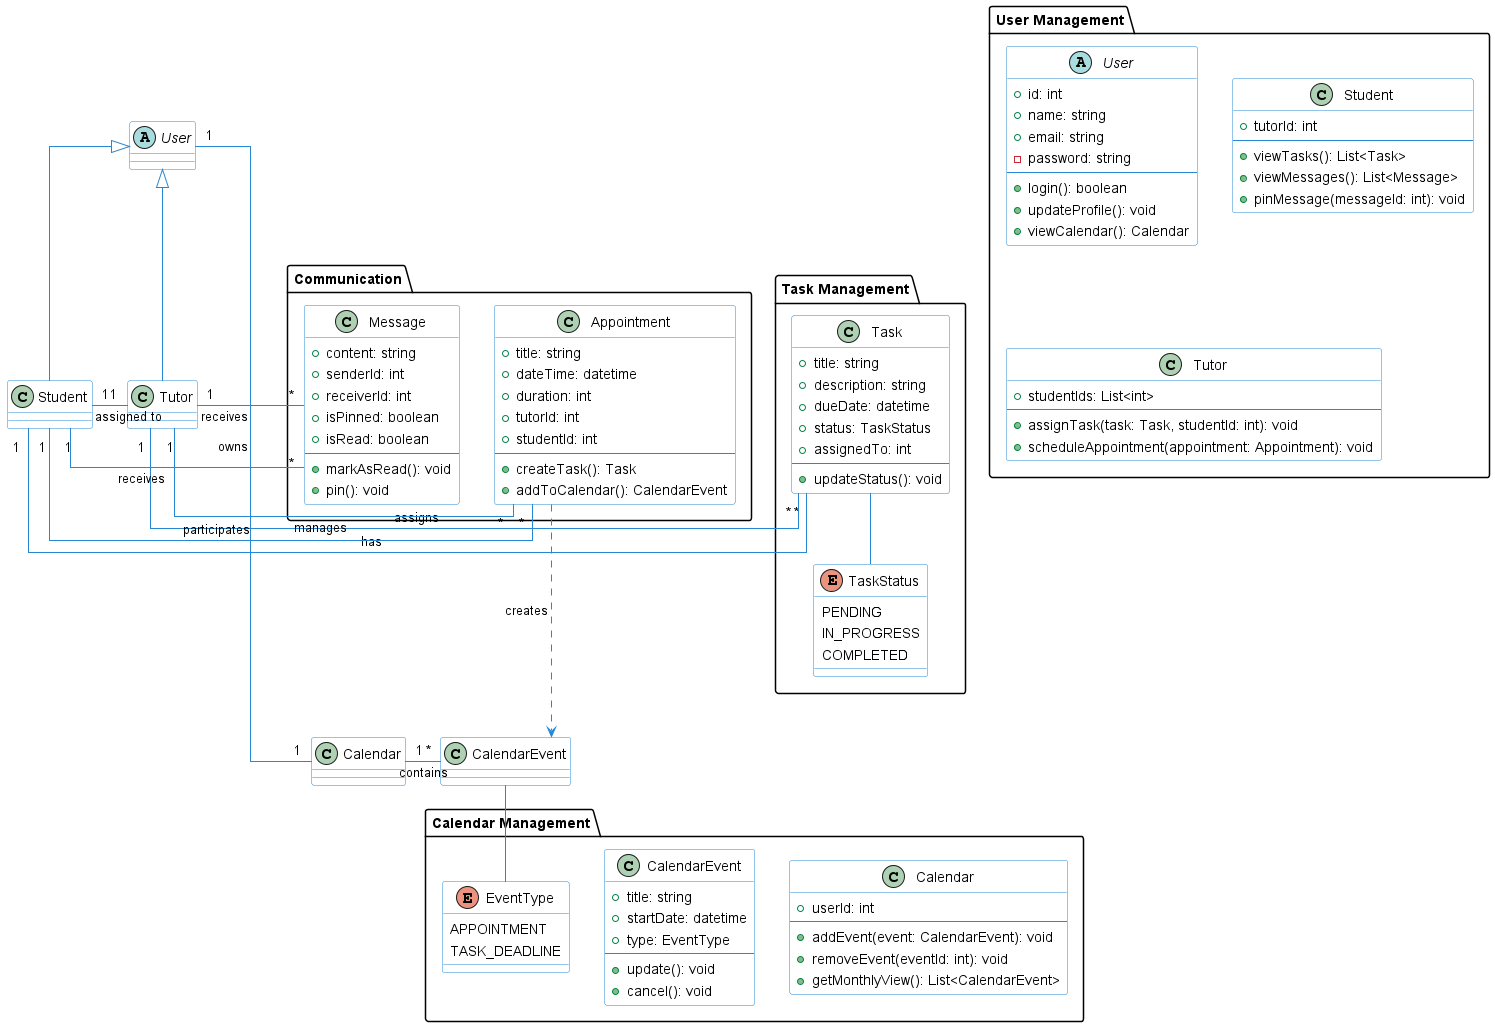 User Management
A User
id: int
name: string
email: string
password: string
login(): boolean
updateProfile(): void
viewCalendar(): Calendar
C Student
tutorId: int
viewTasks(): List<Task>
viewMessages(): List<Message>
pinMessage(messageId: int): void
C Tutor
studentIds: List<int>
assignTask(task: Task, studentId: int): void
scheduleAppointment(appointment: Appointment): void
A User
1
Communication
C Message
content: string
senderId: int
receiverId: int
isPinned: boolean
isRead: boolean
markAsRead(): void
pin(): void
C Appointment
title: string
dateTime: datetime
duration: int
tutorId: int
studentId: int
createTask(): Task
addToCalendar(): CalendarEvent
Task Management
C Task
title: string
description: string
dueDate: datetime
status: TaskStatus
assignedTo: int
updateStatus(): void
E TaskStatus
PENDING
IN_PROGRESS
COMPLETED
C Student
1 1
assigned to
C Tutor
1
receives
*
owns
1
1
1
1
1
*
receives
assigns
*
*
* *
participates
manages
has
creates
1
C Calendar
1
*
contains
C CalendarEvent
Calendar Management
E EventType
APPOINTMENT
TASK_DEADLINE
C CalendarEvent
title: string
startDate: datetime
type: EventType
update(): void
cancel(): void
C Calendar
userId: int
addEvent(event: CalendarEvent): void
removeEvent(eventId: int): void
getMonthlyView(): List<CalendarEvent>